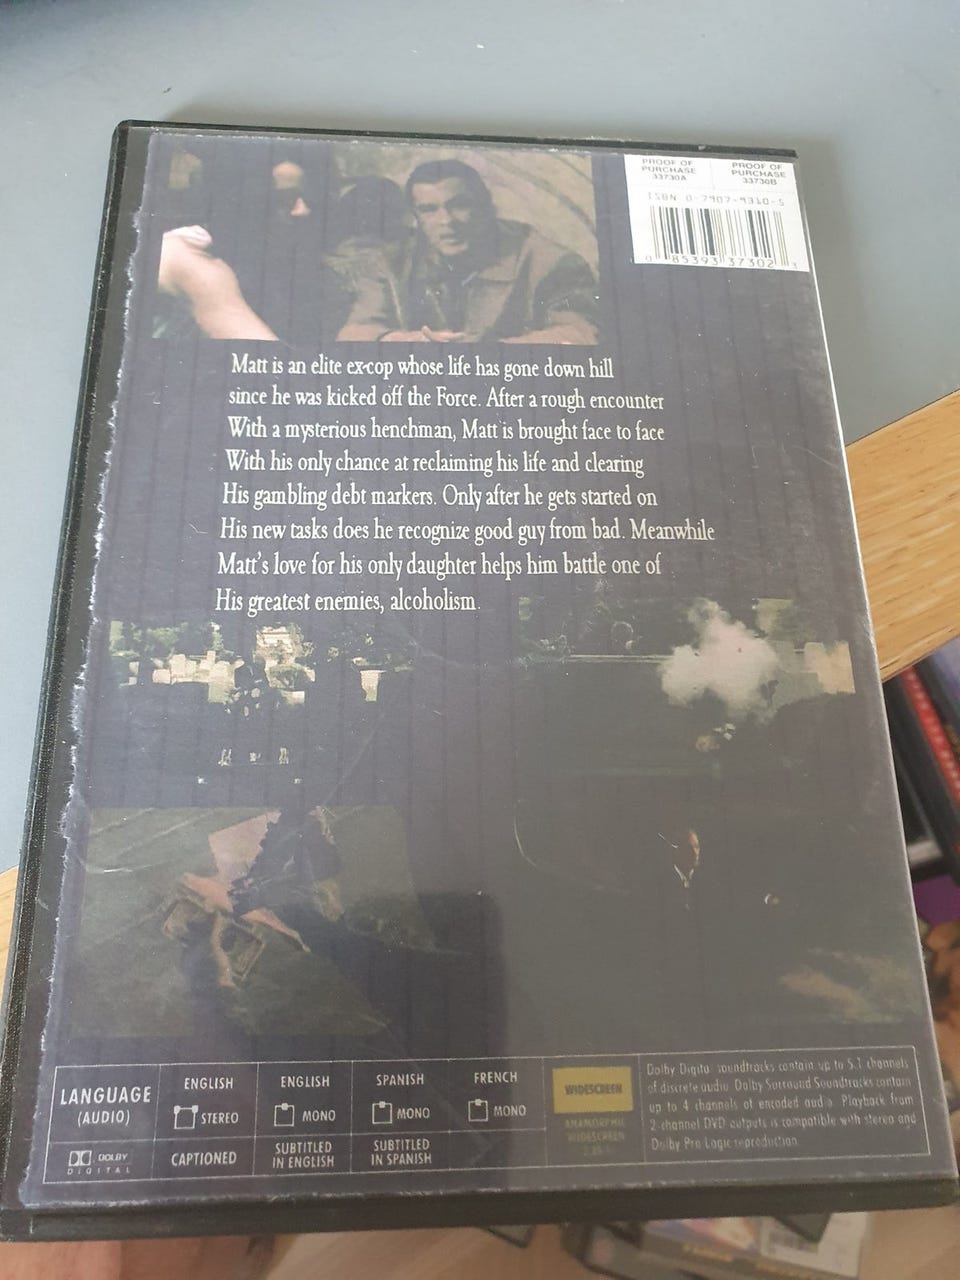 PROOF OF PURCHASE 33730A
PROOF OF PURCHASE 33730B
ISBN 0-7907-9310-5
0 85393 37302 3
Matt is an elite ex-cop whose life has gone down hill
since he was kicked off the Force. After a rough encounter
With a mysterious henchman, Matt is brought face to face
With his only chance at reclaiming his life and clearing
His gambling debt markers. Only after he gets started on
His new tasks does he recognize good guy from bad. Meanwhile
Matt's love for his only daughter helps him battle one of
His greatest enemies, alcoholism.
LANGUAGE (AUDIO)
ENGLISH STEREO
ENGLISH MONO
SPANISH MONO
FRENCH MONO
DOLBY DIGITAL
CAPTIONED
SUBTITLED IN ENGLISH
SUBTITLED IN SPANISH
WIDESCREEN
ANAMORPHIC
WIDESCREEN
Dolby Digital soundtracks contain up to 5.1 channels
of discrete audio. Dolby Surround Soundtracks contain
up to 4 channels of encoded audio. Playback from
2-channel DVD outputs is compatible with stereo and
Dolby Pro Logic reproduction.